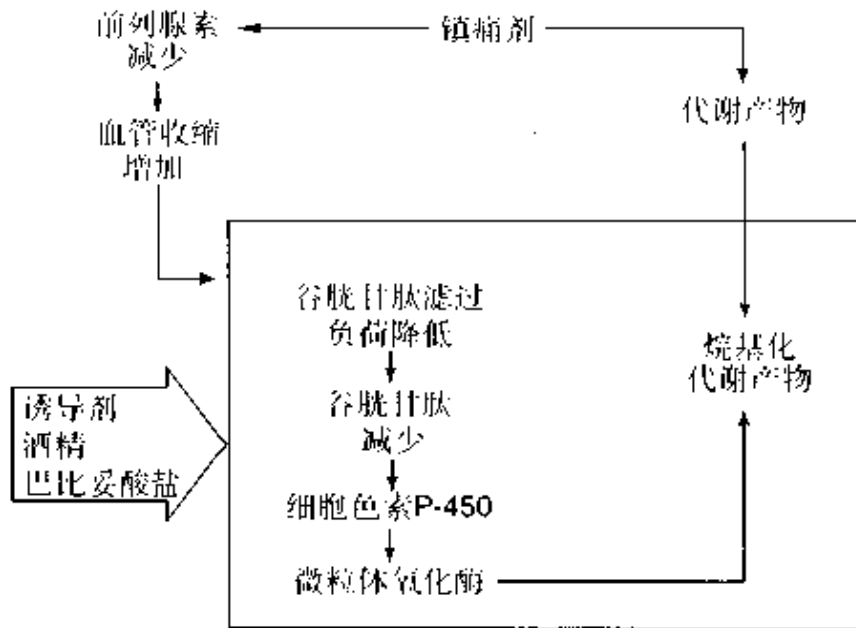 前列腺素
减少
镇痛剂
血管收缩
增加
代谢产物
谷胱甘肽滤过
负荷降低
烷基化
代谢产物
诱导剂
酒精
巴比妥酸盐
谷胱甘肽
减少
细胞色素P-450
微粒体氧化酶